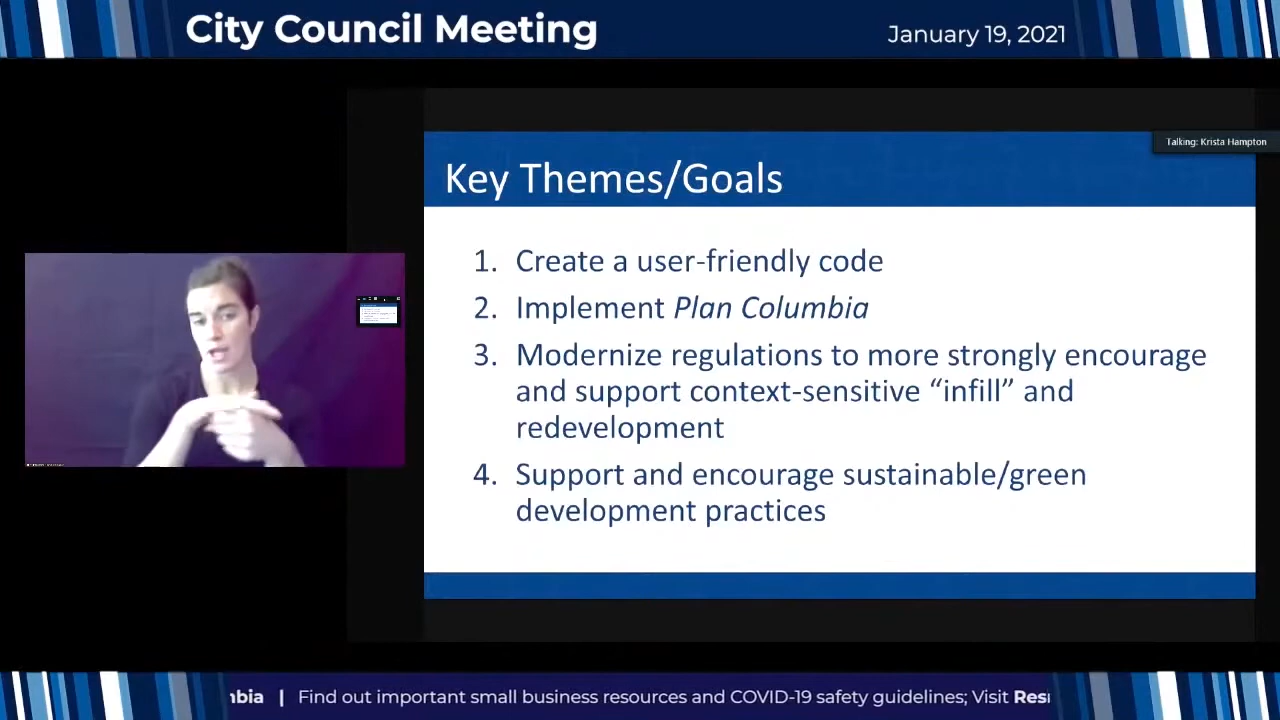 City Council Meeting
January 19, 2021
Talking: Krista Hampton
Key Themes/Goals
1. Create a user-friendly code
2. Implement Plan Columbia
3. Modernize regulations to more strongly encourage
and support context-sensitive “infill” and
redevelopment
4. Support and encourage sustainable/green
development practices
mbia | Find out important small business resources and COVID-19 safety guidelines; Visit Res